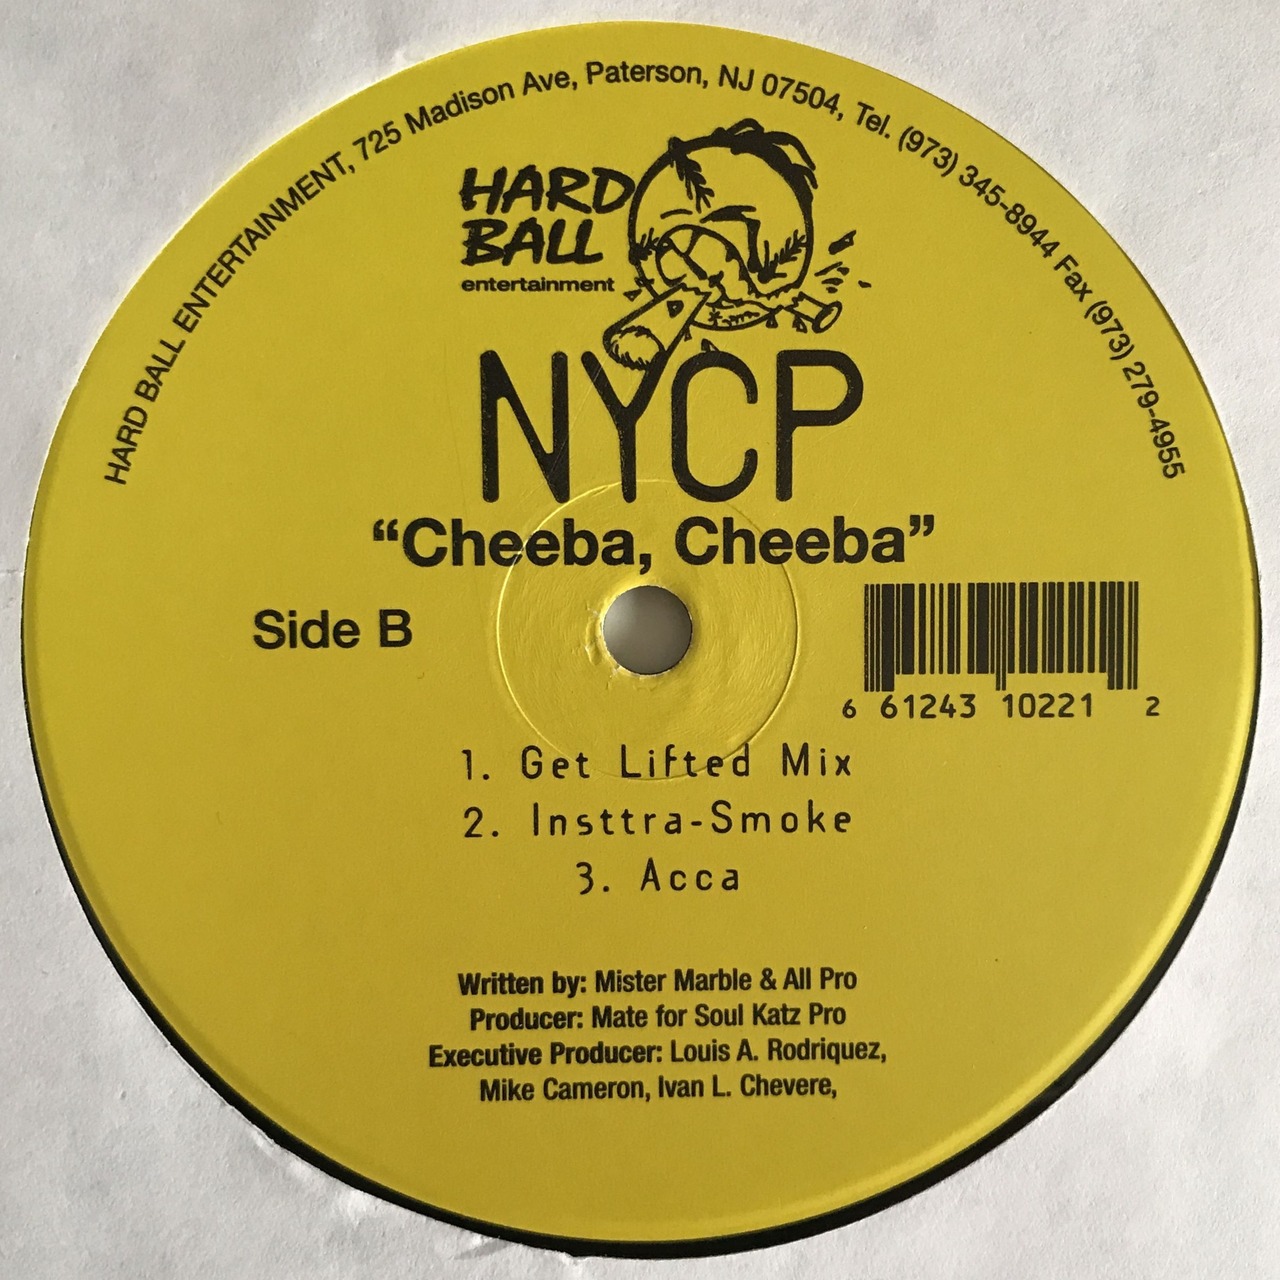 HARD BALL ENTERTAINMENT, 725 Madison Ave, Paterson, NJ 07504, Tel. (973) 345-8944 Fax (973) 279-4955
HARD
BALL
entertainment
NYCP
“Cheeba, Cheeba”
Side B
6 61243 10221 2
1. Get Lifted Mix
2. Insttra-Smoke
3. Acca
Written by: Mister Marble & All Pro
Producer: Mate for Soul Katz Pro
Executive Producer: Louis A. Rodriquez,
Mike Cameron, Ivan L. Chevere,